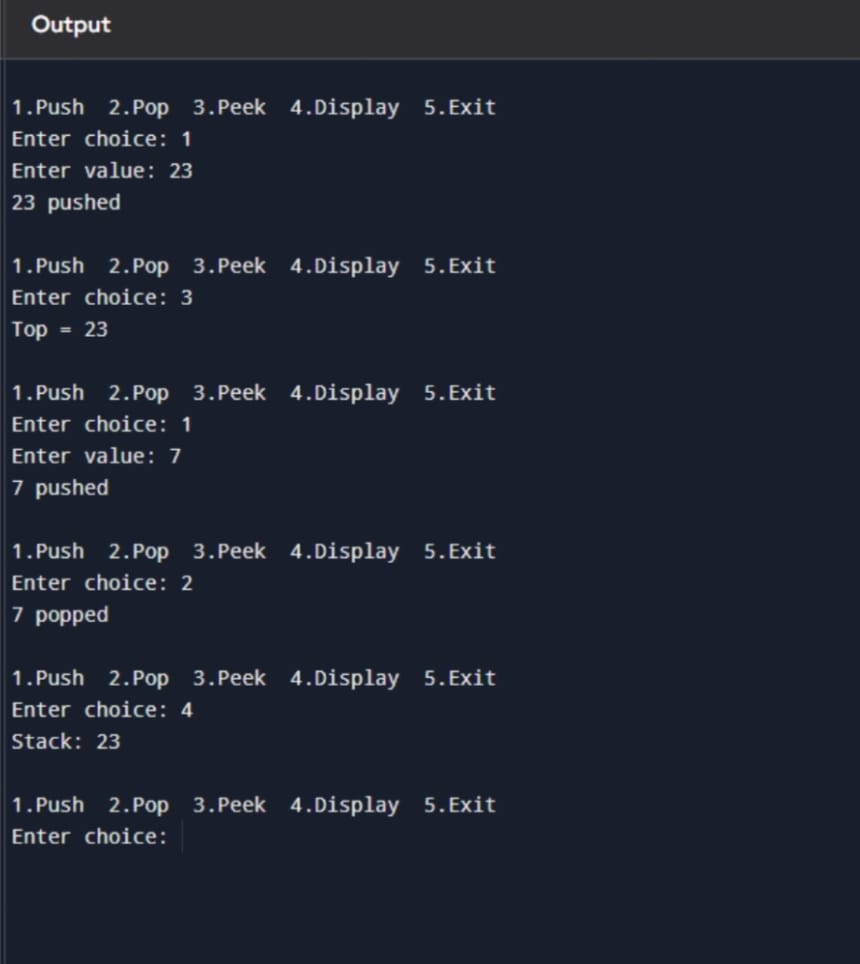 Output
1.Push  2.Pop  3.Peek  4.Display  5.Exit
Enter choice: 1
Enter value: 23
23 pushed
1.Push  2.Pop  3.Peek  4.Display  5.Exit
Enter choice: 3
Top = 23
1.Push  2.Pop  3.Peek  4.Display  5.Exit
Enter choice: 1
Enter value: 7
7 pushed
1.Push  2.Pop  3.Peek  4.Display  5.Exit
Enter choice: 2
7 popped
1.Push  2.Pop  3.Peek  4.Display  5.Exit
Enter choice: 4
Stack: 23
1.Push  2.Pop  3.Peek  4.Display  5.Exit
Enter choice: